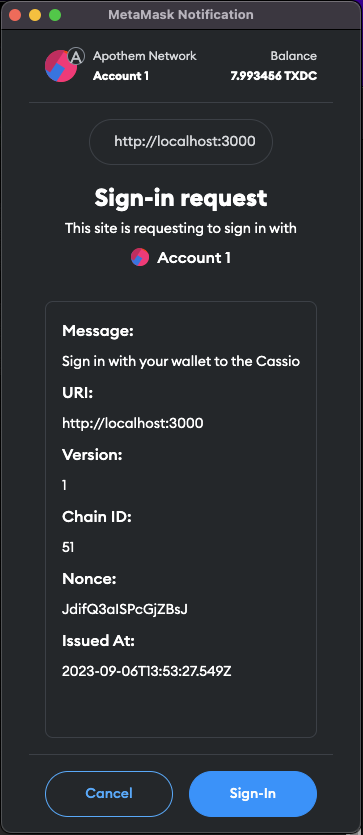 MetaMask Notification
A
Apothem Network
Balance
Account 1
7.993456 TXDC
http://localhost:3000
Sign-in request
This site is requesting to sign in with
Account 1
Message:
Sign in with your wallet to the Cassio
URI:
http://localhost:3000
Version:
1
Chain ID:
51
Nonce:
JdifQ3aISPcGjZBsJ
Issued At:
2023-09-06T13:53:27.549Z
Cancel
Sign-In